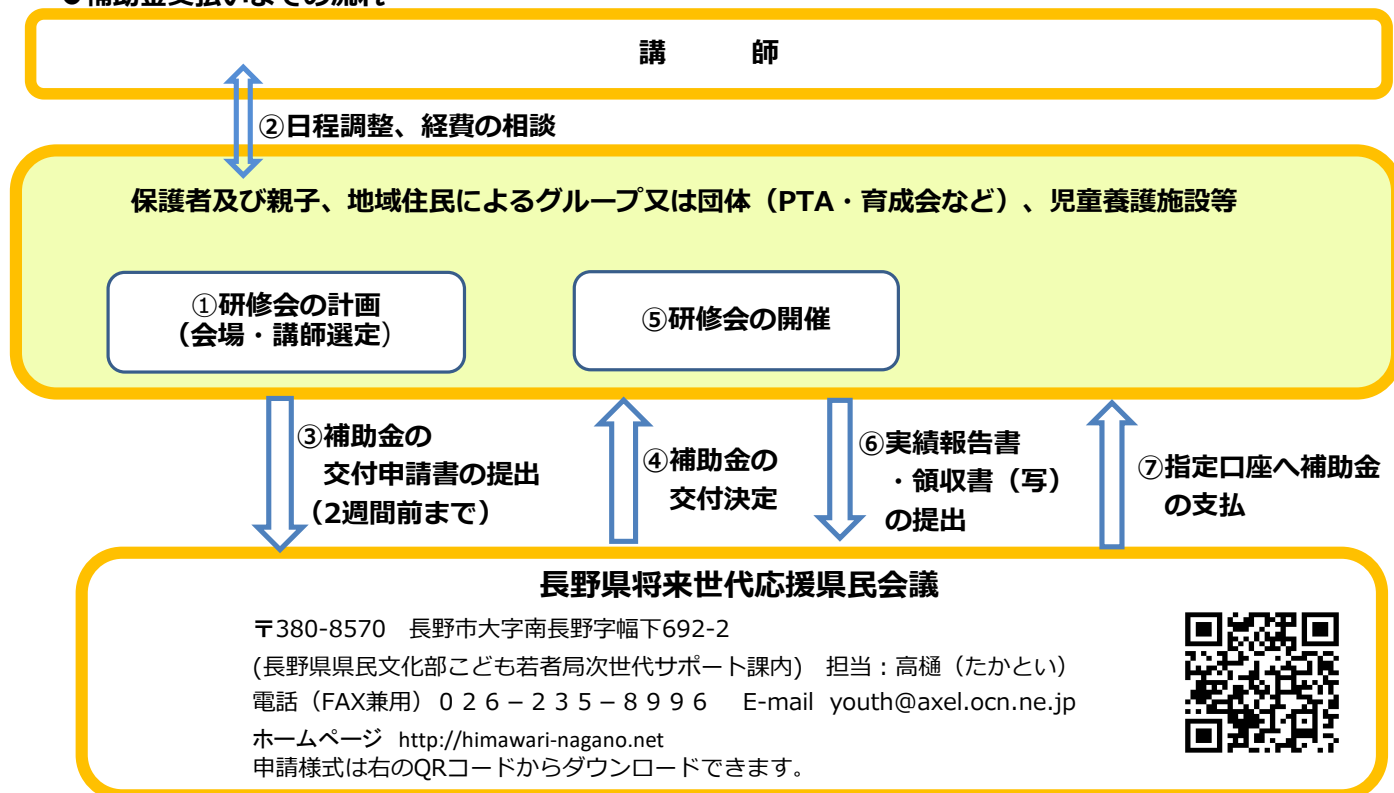 ●補助金支払いまでの流れ
講　　師
②日程調整、経費の相談
保護者及び親子、地域住民によるグループ又は団体（PTA・育成会など）、児童養護施設等
①研修会の計画
（会場・講師選定）
⑤研修会の開催
③補助金の
交付申請書の提出
（2週間前まで）
④補助金の
交付決定
⑥実績報告書
・領収書（写）
の提出
⑦指定口座へ補助金
の支払
長野県将来世代応援県民会議
〒380-8570　長野市大字南長野字幅下692-2
(長野県県民文化部こども若者局次世代サポート課内)　担当：高樋（たかとい）
電話（FAX兼用）０２６－２３５－８９９６　E-mail youth@axel.ocn.ne.jp
ホームページ http://himawari-nagano.net
申請様式は右のQRコードからダウンロードできます。